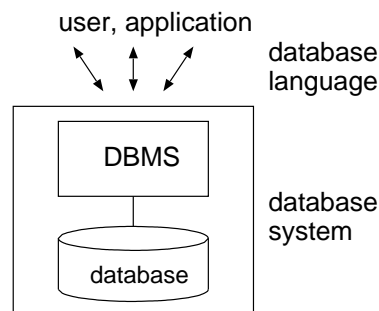 user, application
database
language
DBMS
database
system
database